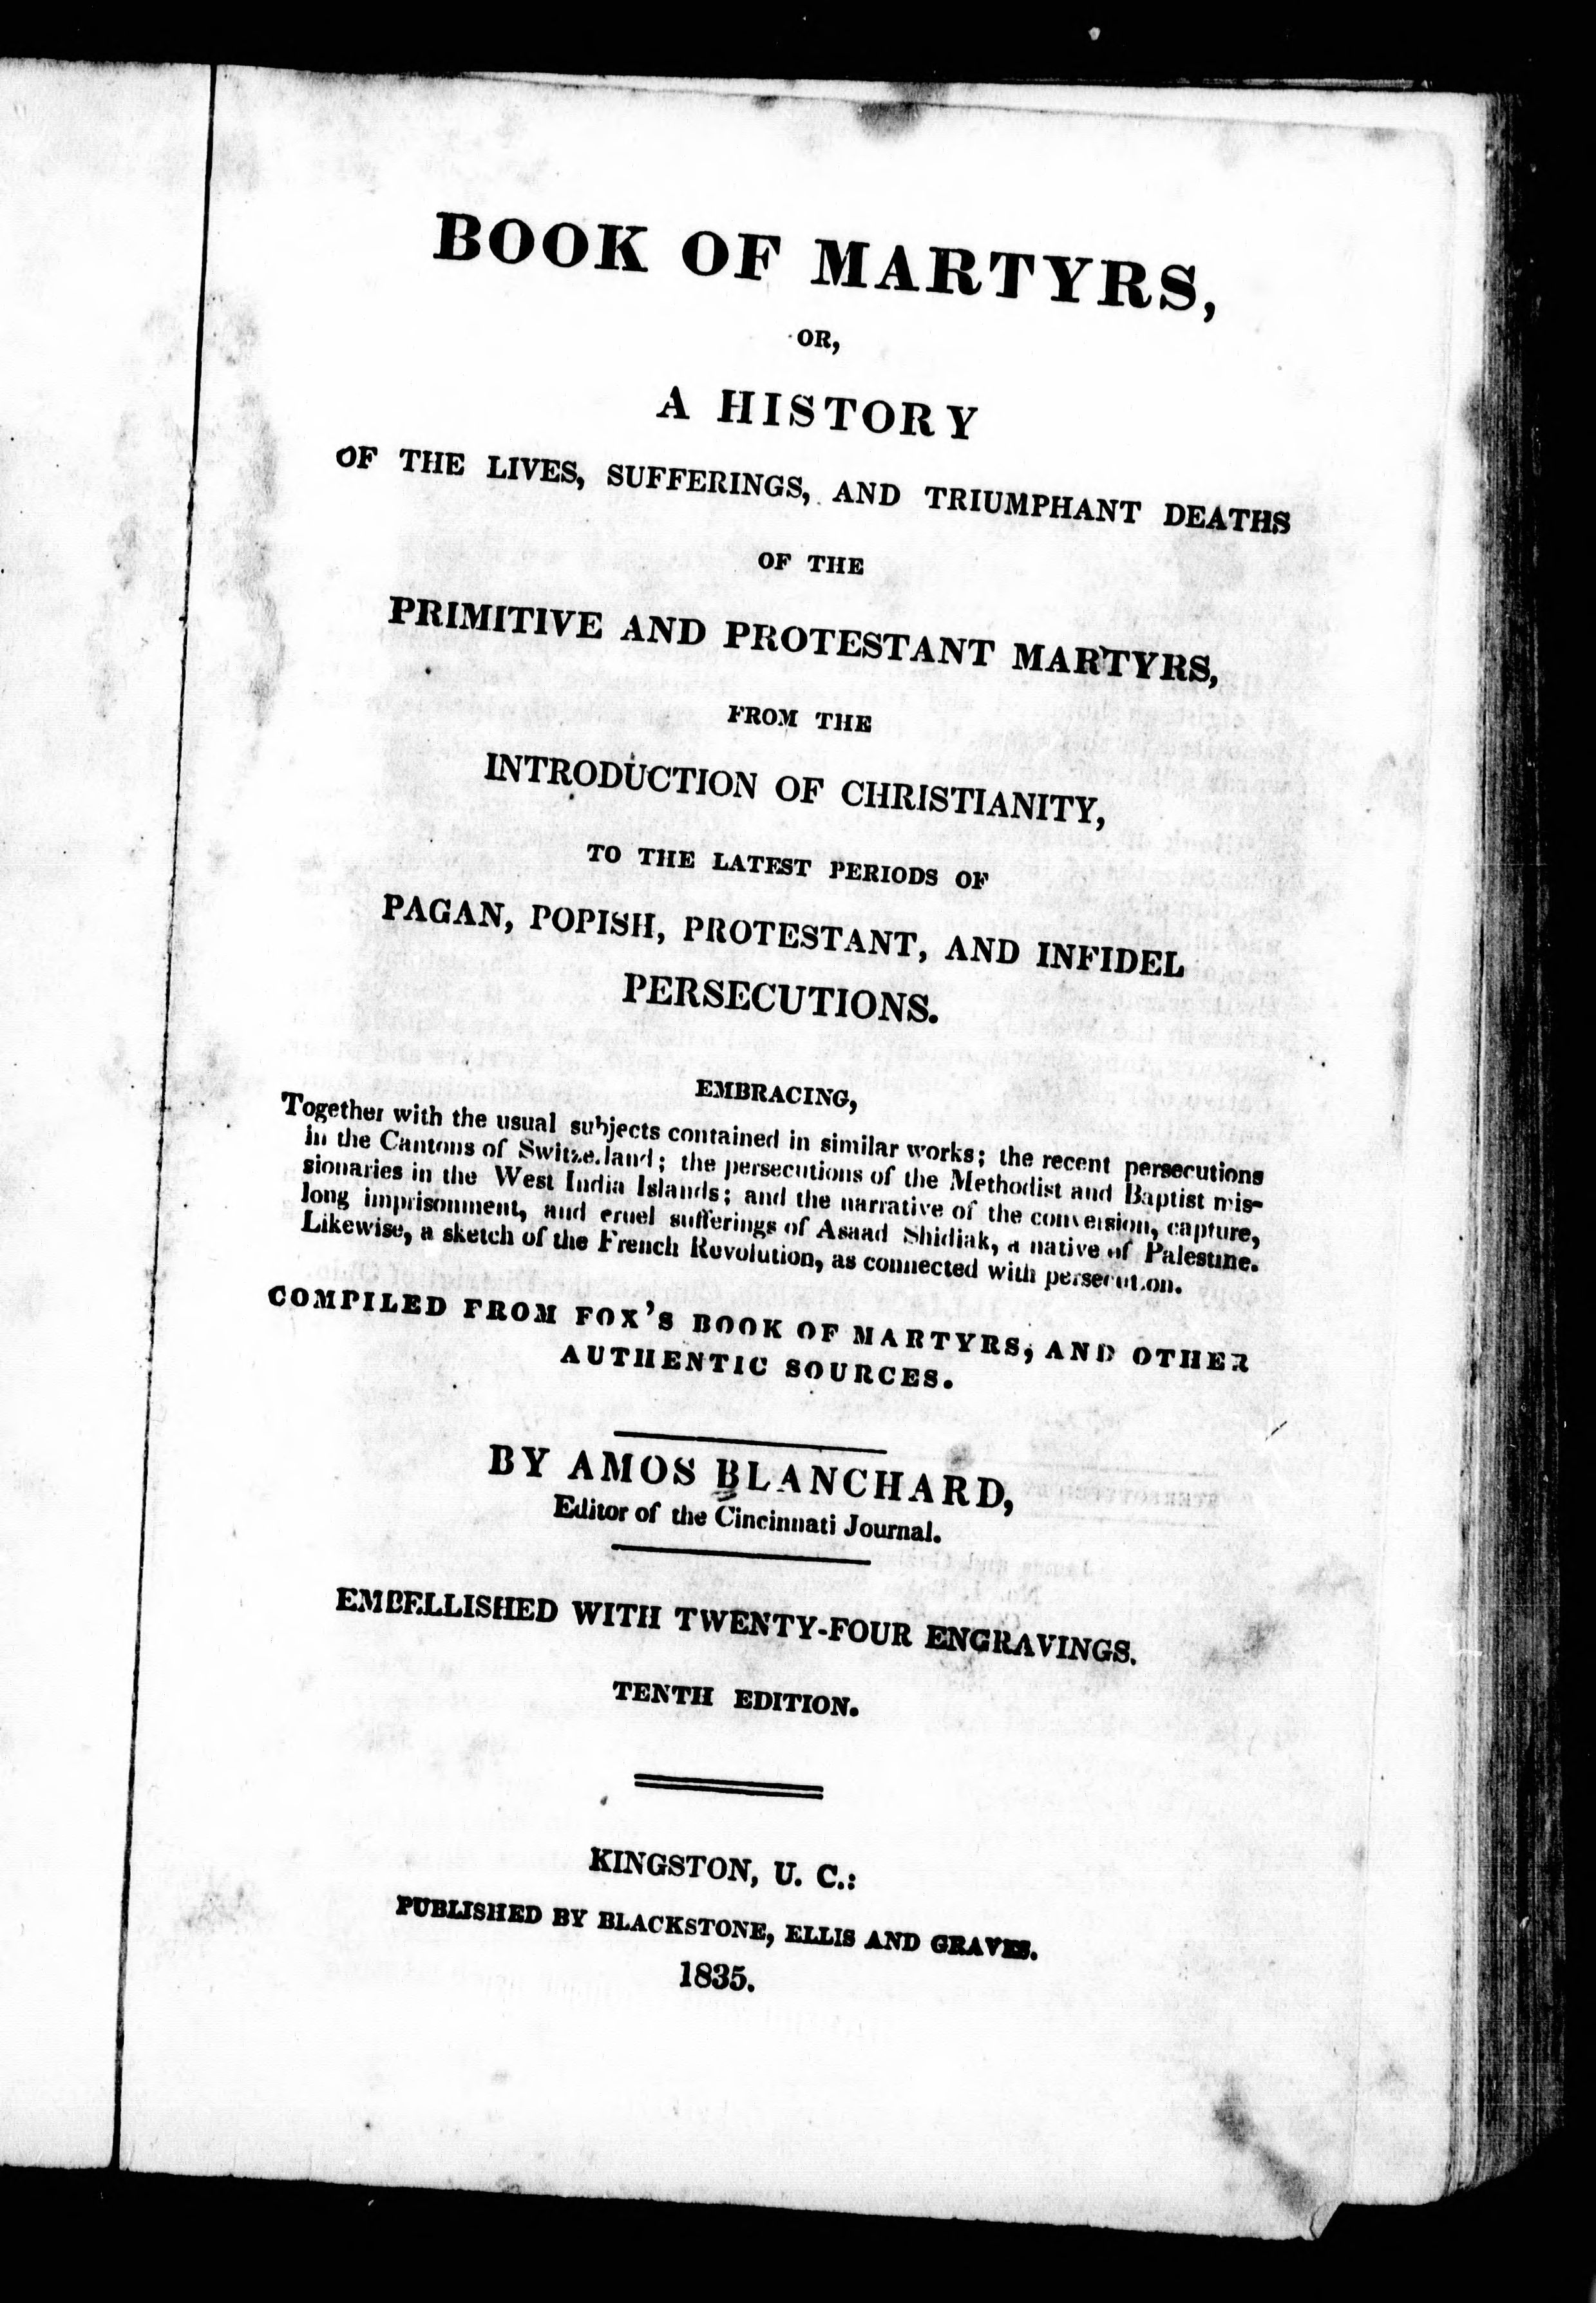 BOOK OF MARTYRS,
OR,
A HISTORY
OF THE LIVES, SUFFERINGS, AND TRIUMPHANT DEATHS
OF THE
PRIMITIVE AND PROTESTANT MARTYRS,
FROM THE
INTRODUCTION OF CHRISTIANITY,
TO THE LATEST PERIODS OF
PAGAN, POPISH, PROTESTANT, AND INFIDEL
PERSECUTIONS.
EMBRACING,
Together with the usual subjects contained in similar works; the recent persecutions
in the Cantons of Switzerland; the persecutions of the Methodist and Baptist mis-
sionaries in the West India Islands; and the narrative of the conversion, capture,
long imprisonment, and cruel sufferings of Asaad Shidiak, a native of Palestine.
Likewise, a sketch of the French Revolution, as connected with persecution.
COMPILED FROM FOX'S BOOK OF MARTYRS, AND OTHER
AUTHENTIC SOURCES.
BY AMOS BLANCHARD,
Editor of the Cincinnati Journal.
EMBELLISHED WITH TWENTY-FOUR ENGRAVINGS.
TENTH EDITION.
KINGSTON, U. C.:
PUBLISHED BY BLACKSTONE, ELLIS AND GRAVES.
1835.